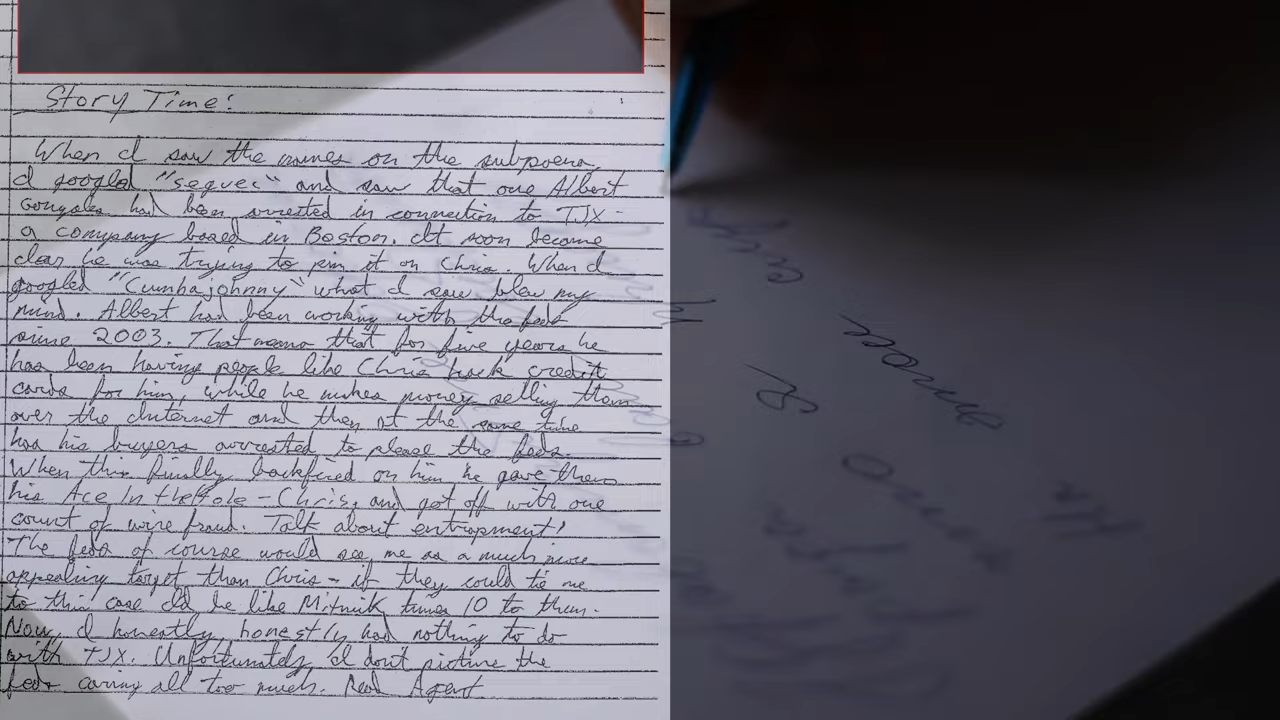 Story Time:
When I saw the names on the subpoena,
I googled "segvec" and saw that one Albert
Gonzales had been arrested in connection to TJX -
a company based in Boston. It soon became
clear he was trying to pin it on Chris. When I
googled "Cumbajohnny" what I saw blew my
mind. Albert had been working with the feds
since 2003. That means that for five years he
has been having people like Chris hack credit
cards for him, while he makes money selling them
over the Internet and then at the same time
has his buyers arrested to please the feds.
When this finally backfired on him he gave them
his Ace In the Hole - Chris, and got off with one
count of wire fraud. Talk about entrapment!
The feds of course would see me as a much more
appealing target than Chris - if they could tie me
to this case I'd be like Mitnik times 10 to them.
Now, I honestly, honestly had nothing to do
with TJX. Unfortunately I don't picture the
feds caring all too much. Real Agent